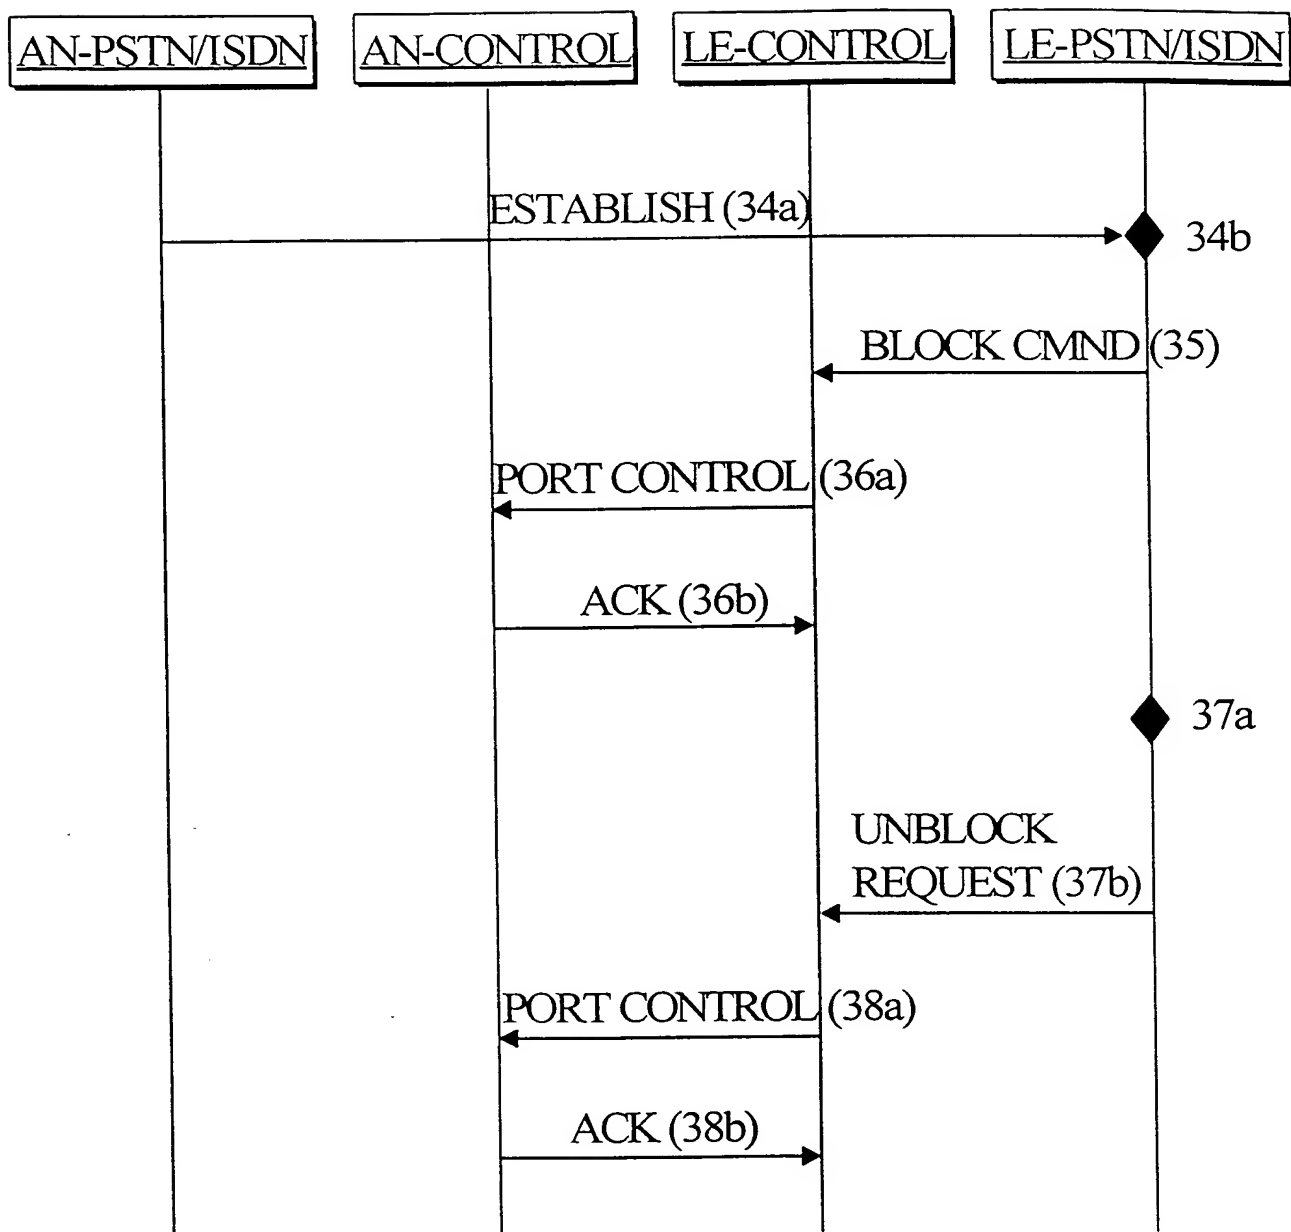 AN-PSTN/ISDN
AN-CONTROL
LE-CONTROL
LE-PSTN/ISDN
ESTABLISH (34a)
34b
BLOCK CMND (35)
PORT CONTROL (36a)
ACK (36b)
37a
UNBLOCK
REQUEST (37b)
PORT CONTROL (38a)
ACK (38b)